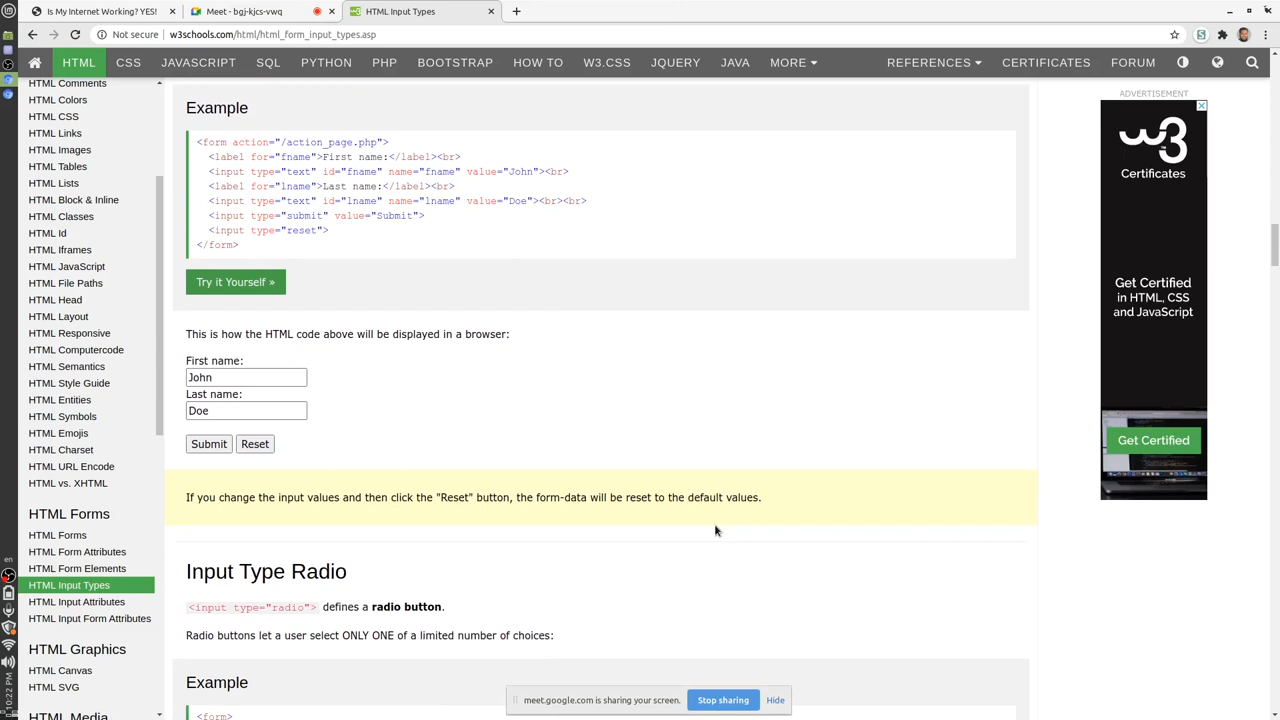 Is My Internet Working? YES!
Meet - bgj-kjcs-vwq
HTML Input Types
Not secure
w3schools.com/html/html_form_input_types.asp
HTML
CSS
JAVASCRIPT
SQL
PYTHON
PHP
BOOTSTRAP
HOW TO
W3.CSS
JQUERY
JAVA
MORE
REFERENCES
CERTIFICATES
FORUM
HTML Comments
HTML Colors
HTML CSS
HTML Links
HTML Images
HTML Tables
HTML Lists
HTML Block & Inline
HTML Classes
HTML Id
HTML Iframes
HTML JavaScript
HTML File Paths
HTML Head
HTML Layout
HTML Responsive
HTML Computercode
HTML Semantics
HTML Style Guide
HTML Entities
HTML Symbols
HTML Emojis
HTML Charset
HTML URL Encode
HTML vs. XHTML
HTML Forms
HTML Forms
HTML Form Attributes
HTML Form Elements
HTML Input Types
HTML Input Attributes
HTML Input Form Attributes
HTML Graphics
HTML Canvas
HTML SVG
HTML Media
Example
<form action="/action_page.php">
<label for="fname">First name:</label><br>
<input type="text" id="fname" name="fname" value="John"><br>
<label for="lname">Last name:</label><br>
<input type="text" id="lname" name="lname" value="Doe"><br><br>
<input type="submit" value="Submit">
<input type="reset">
</form>
Try it Yourself »
This is how the HTML code above will be displayed in a browser:
First name:
John
Last name:
Doe
Submit
Reset
If you change the input values and then click the "Reset" button, the form-data will be reset to the default values.
Input Type Radio
<input type="radio"> defines a radio button.
Radio buttons let a user select ONLY ONE of a limited number of choices:
Example
<form>
ADVERTISEMENT
w3
Certificates
Get Certified
in HTML, CSS
and JavaScript
Get Certified
meet.google.com is sharing your screen.
Stop sharing
Hide
en
10:22 PM